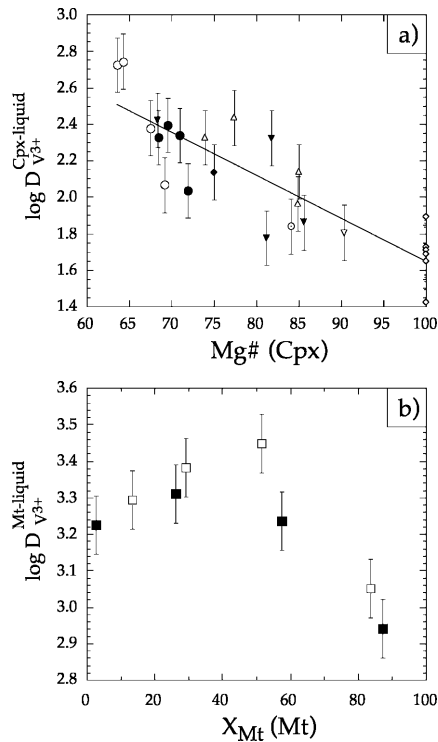 a)
3.0
2.8
2.6
2.4
2.2
2.0
1.8
1.6
1.4
60 65 70 75 80 85 90 95 100
log D V3+ Cpx-liquid
Mg# (Cpx)
b)
3.6
3.5
3.4
3.3
3.2
3.1
3.0
2.9
2.8
0 20 40 60 80 100
log D V3+ Mt-liquid
XMt (Mt)